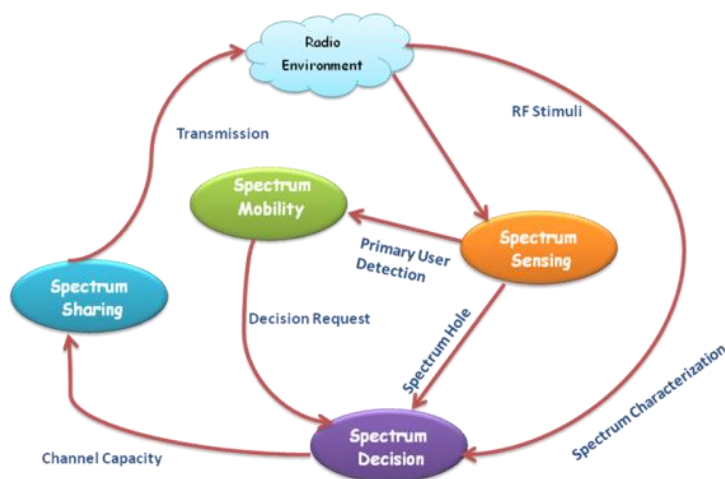 Radio
Environment
RF Stimuli
Transmission
Spectrum
Mobility
Spectrum
Sensing
Primary User
Detection
Spectrum
Sharing
Decision Request
Spectrum Hole
Spectrum Characterization
Spectrum
Decision
Channel Capacity